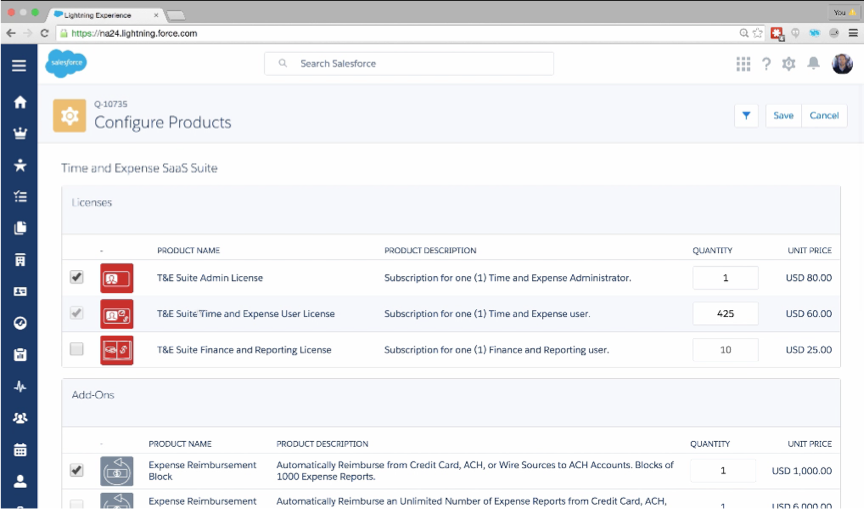 Lightning Experience
You
https://na24.lightning.force.com
salesforce
Search Salesforce
Q-10735
Configure Products
Save
Cancel
Time and Expense SaaS Suite
Licenses
PRODUCT NAME PRODUCT DESCRIPTION QUANTITY UNIT PRICE
T&E Suite Admin License Subscription for one (1) Time and Expense Administrator. 1 USD 80.00
T&E Suite Time and Expense User License Subscription for one (1) Time and Expense user. 425 USD 60.00
T&E Suite Finance and Reporting License Subscription for one (1) Finance and Reporting user. 10 USD 25.00
Add-Ons
PRODUCT NAME PRODUCT DESCRIPTION QUANTITY UNIT PRICE
Expense Reimbursement Automatically Reimburse from Credit Card, ACH, or Wire Sources to ACH Accounts. Blocks of 1 USD 1,000.00
Block 1000 Expense Reports.
Expense Reimbursement Automatically Reimburse an Unlimited Number of Expense Reports from Credit Card, ACH, 1 USD 6,000.00